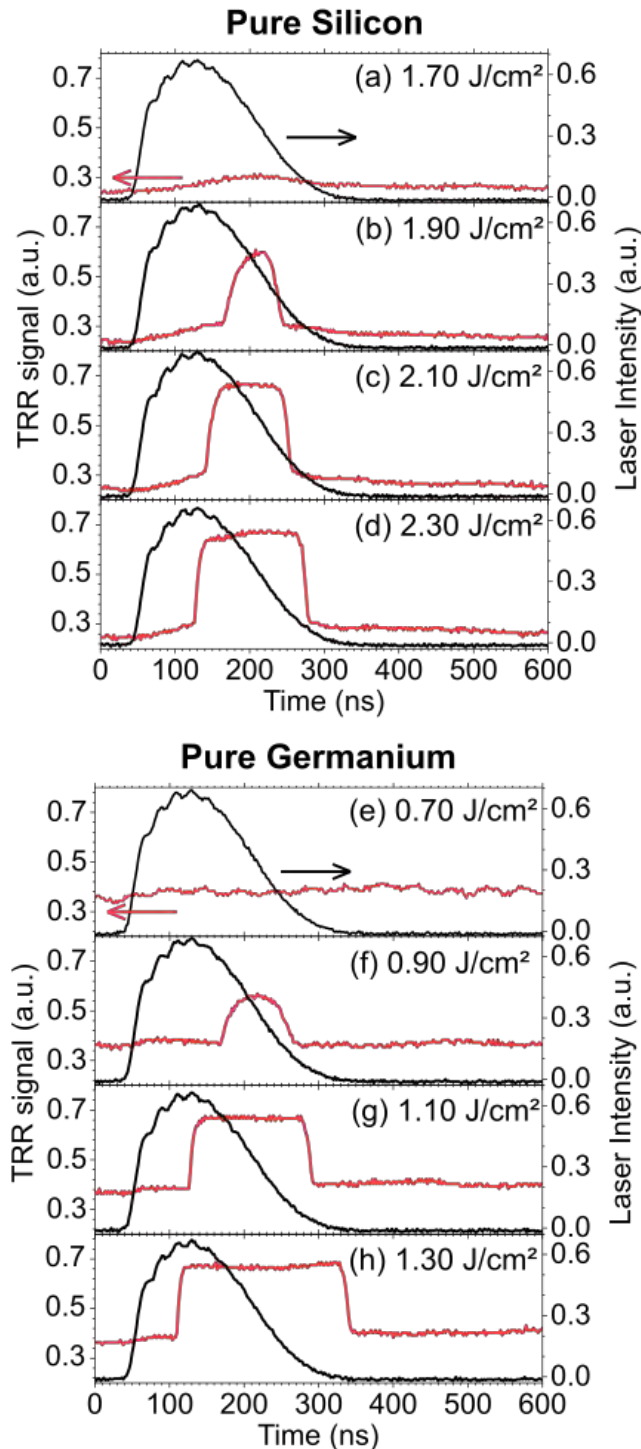 Pure Silicon
(a) 1.70 J/cm²
0.7
0.5
0.3
0.6
0.3
0.0
(b) 1.90 J/cm²
0.7
0.5
0.3
0.6
0.3
0.0
(c) 2.10 J/cm²
0.7
0.5
0.3
0.6
0.3
0.0
(d) 2.30 J/cm²
0.7
0.5
0.3
0.6
0.3
0.0
TRR signal (a.u.)
Laser Intensity (a.u.)
0 100 200 300 400 500 600
Time (ns)
Pure Germanium
(e) 0.70 J/cm²
0.7
0.5
0.3
0.6
0.3
0.0
(f) 0.90 J/cm²
0.7
0.5
0.3
0.6
0.3
0.0
(g) 1.10 J/cm²
0.7
0.5
0.3
0.6
0.3
0.0
(h) 1.30 J/cm²
0.7
0.5
0.3
0.6
0.3
0.0
TRR signal (a.u.)
Laser Intensity (a.u.)
0 100 200 300 400 500 600
Time (ns)